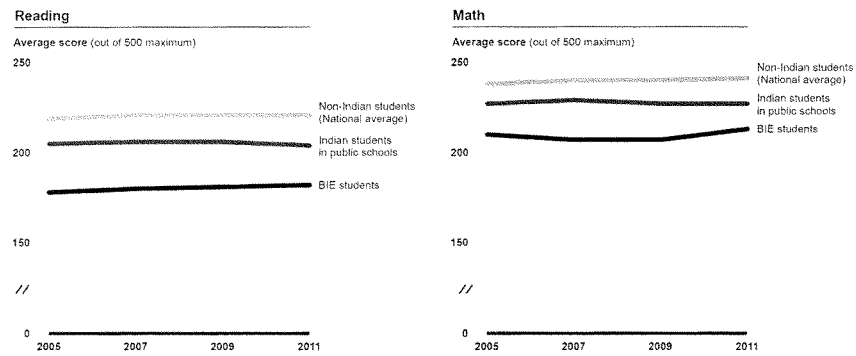 Reading
Average score (out of 500 maximum)
250
Non-Indian students
(National average)
Indian students
in public schools
200
BIE students
150
//
0
2005 2007 2009 2011
Math
Average score (out of 500 maximum)
250
Non-Indian students
(National average)
Indian students
in public schools
BIE students
200
150
//
0
2005 2007 2009 2011